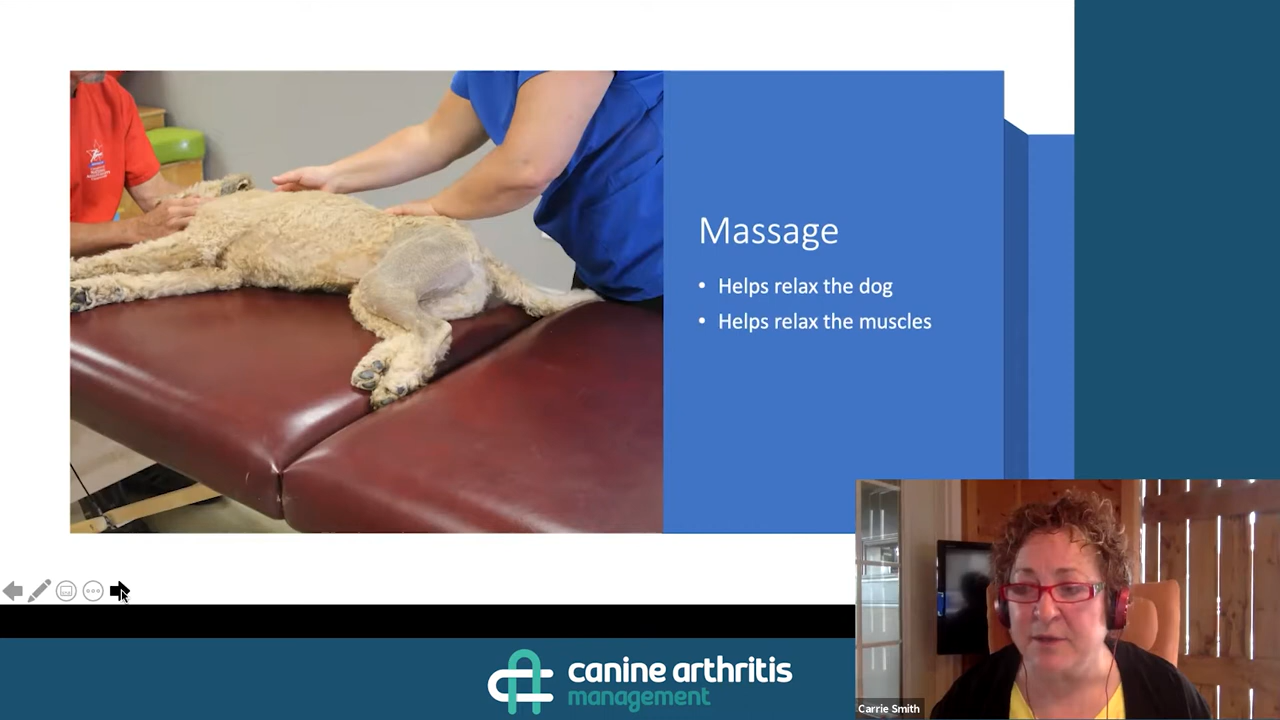 Massage
• Helps relax the dog
• Helps relax the muscles
canine arthritis
management
Carrie Smith